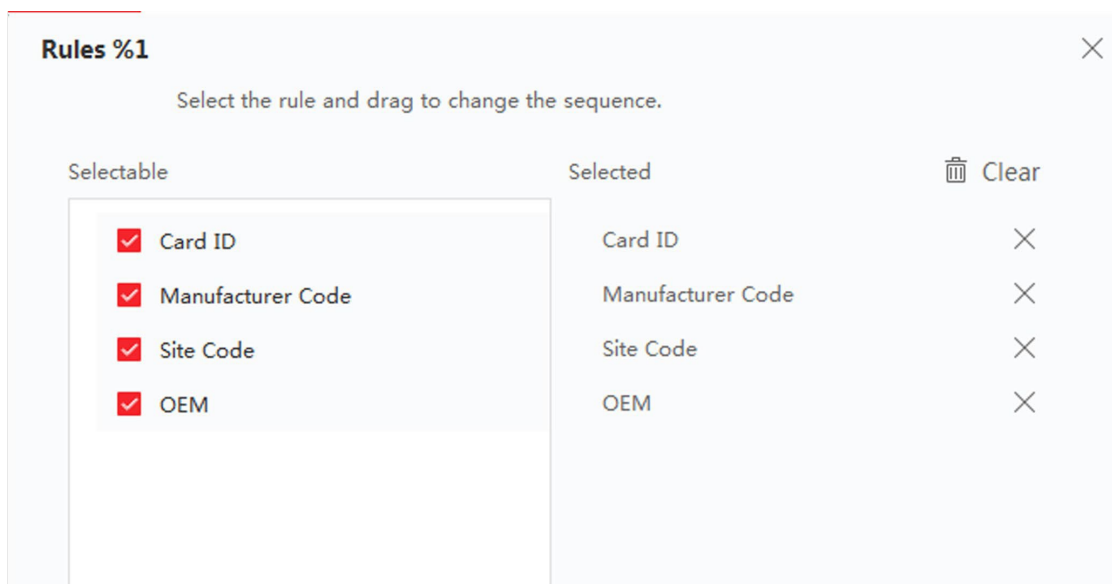 Rules %1
Select the rule and drag to change the sequence.
Selectable
Selected
Clear
Card ID
Manufacturer Code
Site Code
OEM
Card ID
Manufacturer Code
Site Code
OEM